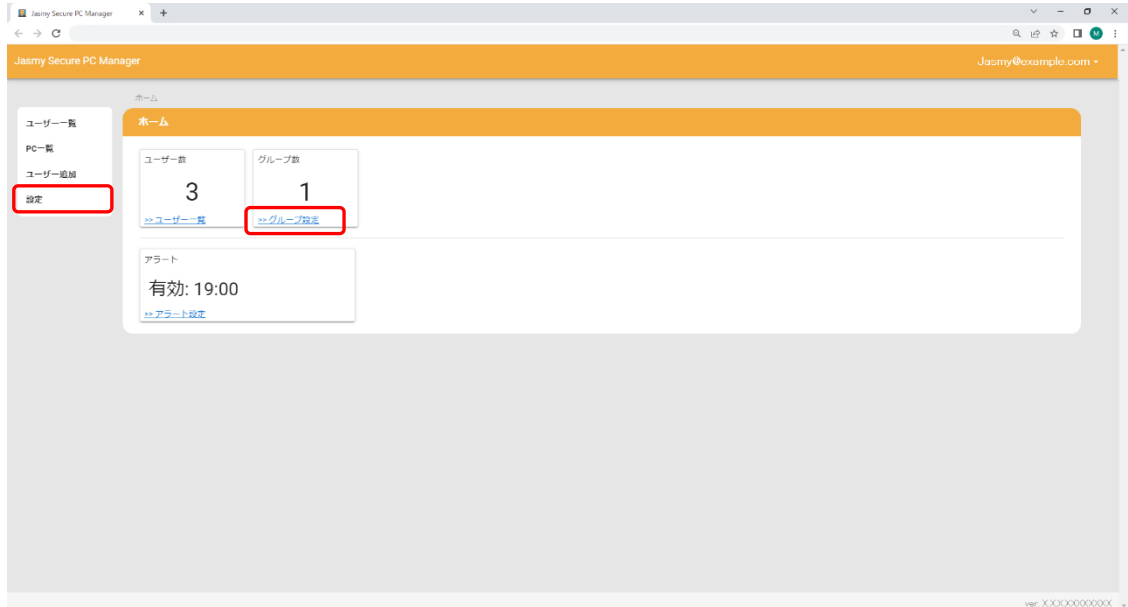 Jasmy Secure PC Manager
Jasmy Secure PC Manager
Jasmy@example.com
ホーム
ユーザー一覧
PC一覧
ユーザー追加
設定
ホーム
ユーザー数
3
>> ユーザー一覧
グループ数
1
>> グループ設定
アラート
有効: 19:00
>> アラート設定
M
ver. X.XXXXXXXXXX